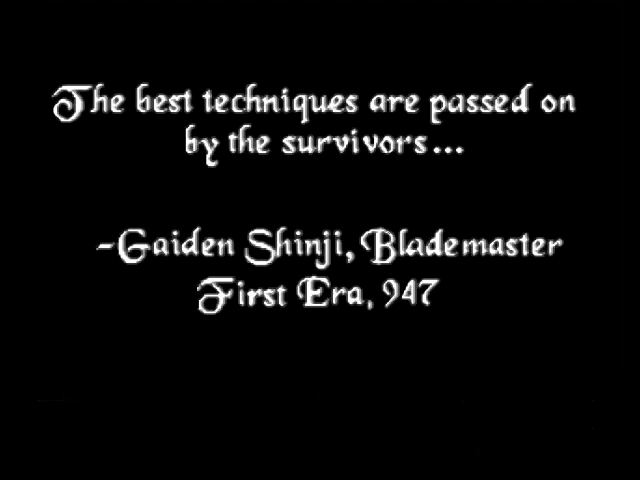 The best techniques are passed on
by the survivors...
-Gaiden Shinji, Blademaster
First Era, 947